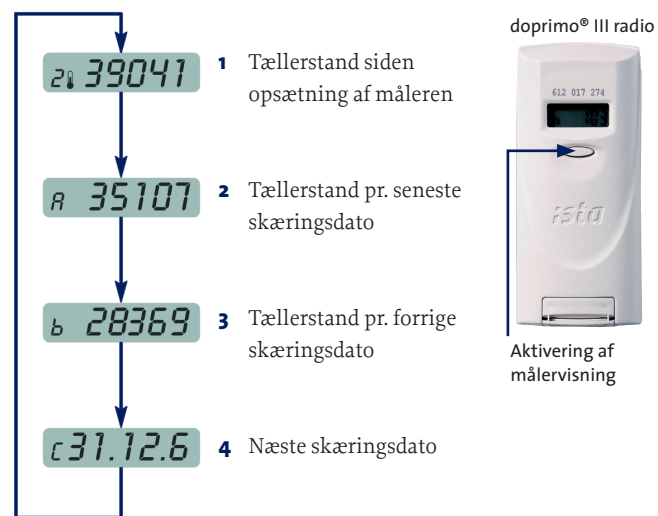 doprimo® III radio
2 39041
1 Tællerstand siden
opsætning af måleren
612 017 274
ista
A 35107
2 Tællerstand pr. seneste
skæringsdato
b 28369
3 Tællerstand pr. forrige
skæringsdato
Aktivering af
målervisning
c 31.12.6
4 Næste skæringsdato